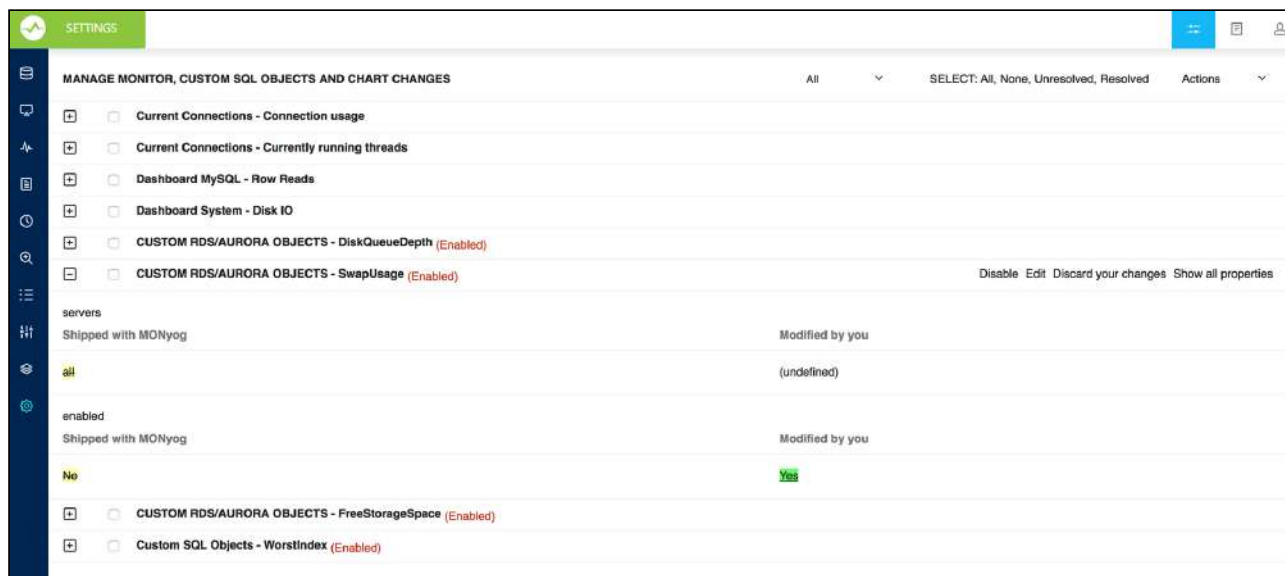 SETTINGS
MANAGE MONITOR, CUSTOM SQL OBJECTS AND CHART CHANGES All SELECT: All, None, Unresolved, Resolved Actions
Current Connections - Connection usage
Current Connections - Currently running threads
Dashboard MySQL - Row Reads
Dashboard System - Disk IO
CUSTOM RDS/AURORA OBJECTS - DiskQueueDepth (Enabled)
CUSTOM RDS/AURORA OBJECTS - SwapUsage (Enabled) Disable Edit Discard your changes Show all properties
servers
Shipped with MONyog Modified by you
all (undefined)
enabled
Shipped with MONyog Modified by you
No Yes
CUSTOM RDS/AURORA OBJECTS - FreeStorageSpace (Enabled)
Custom SQL Objects - WorstIndex (Enabled)